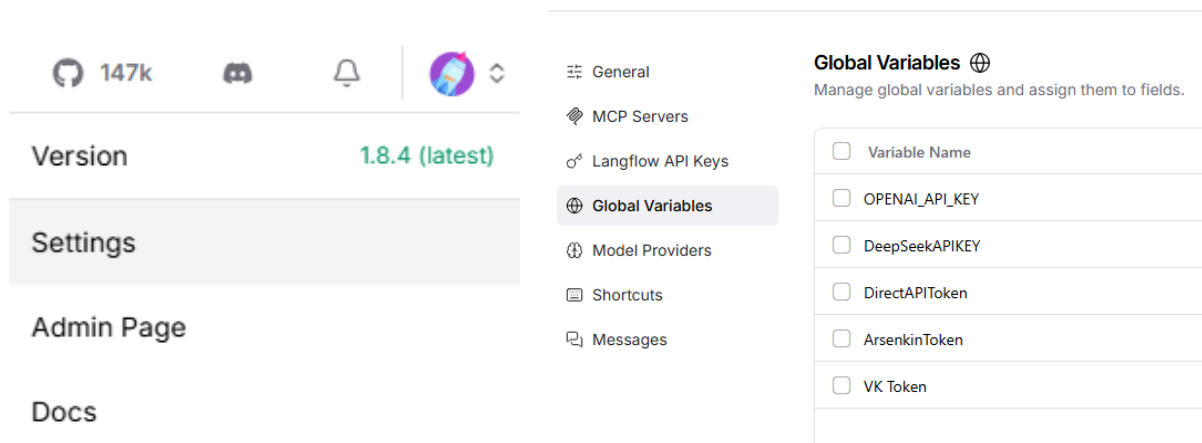 147k
Version 1.8.4 (latest)
Settings
Admin Page
Docs
General
MCP Servers
Langflow API Keys
Global Variables
Model Providers
Shortcuts
Messages
Global Variables
Manage global variables and assign them to fields.
Variable Name
OPENAI_API_KEY
DeepSeekAPIKEY
DirectAPIToken
ArsenkinToken
VK Token